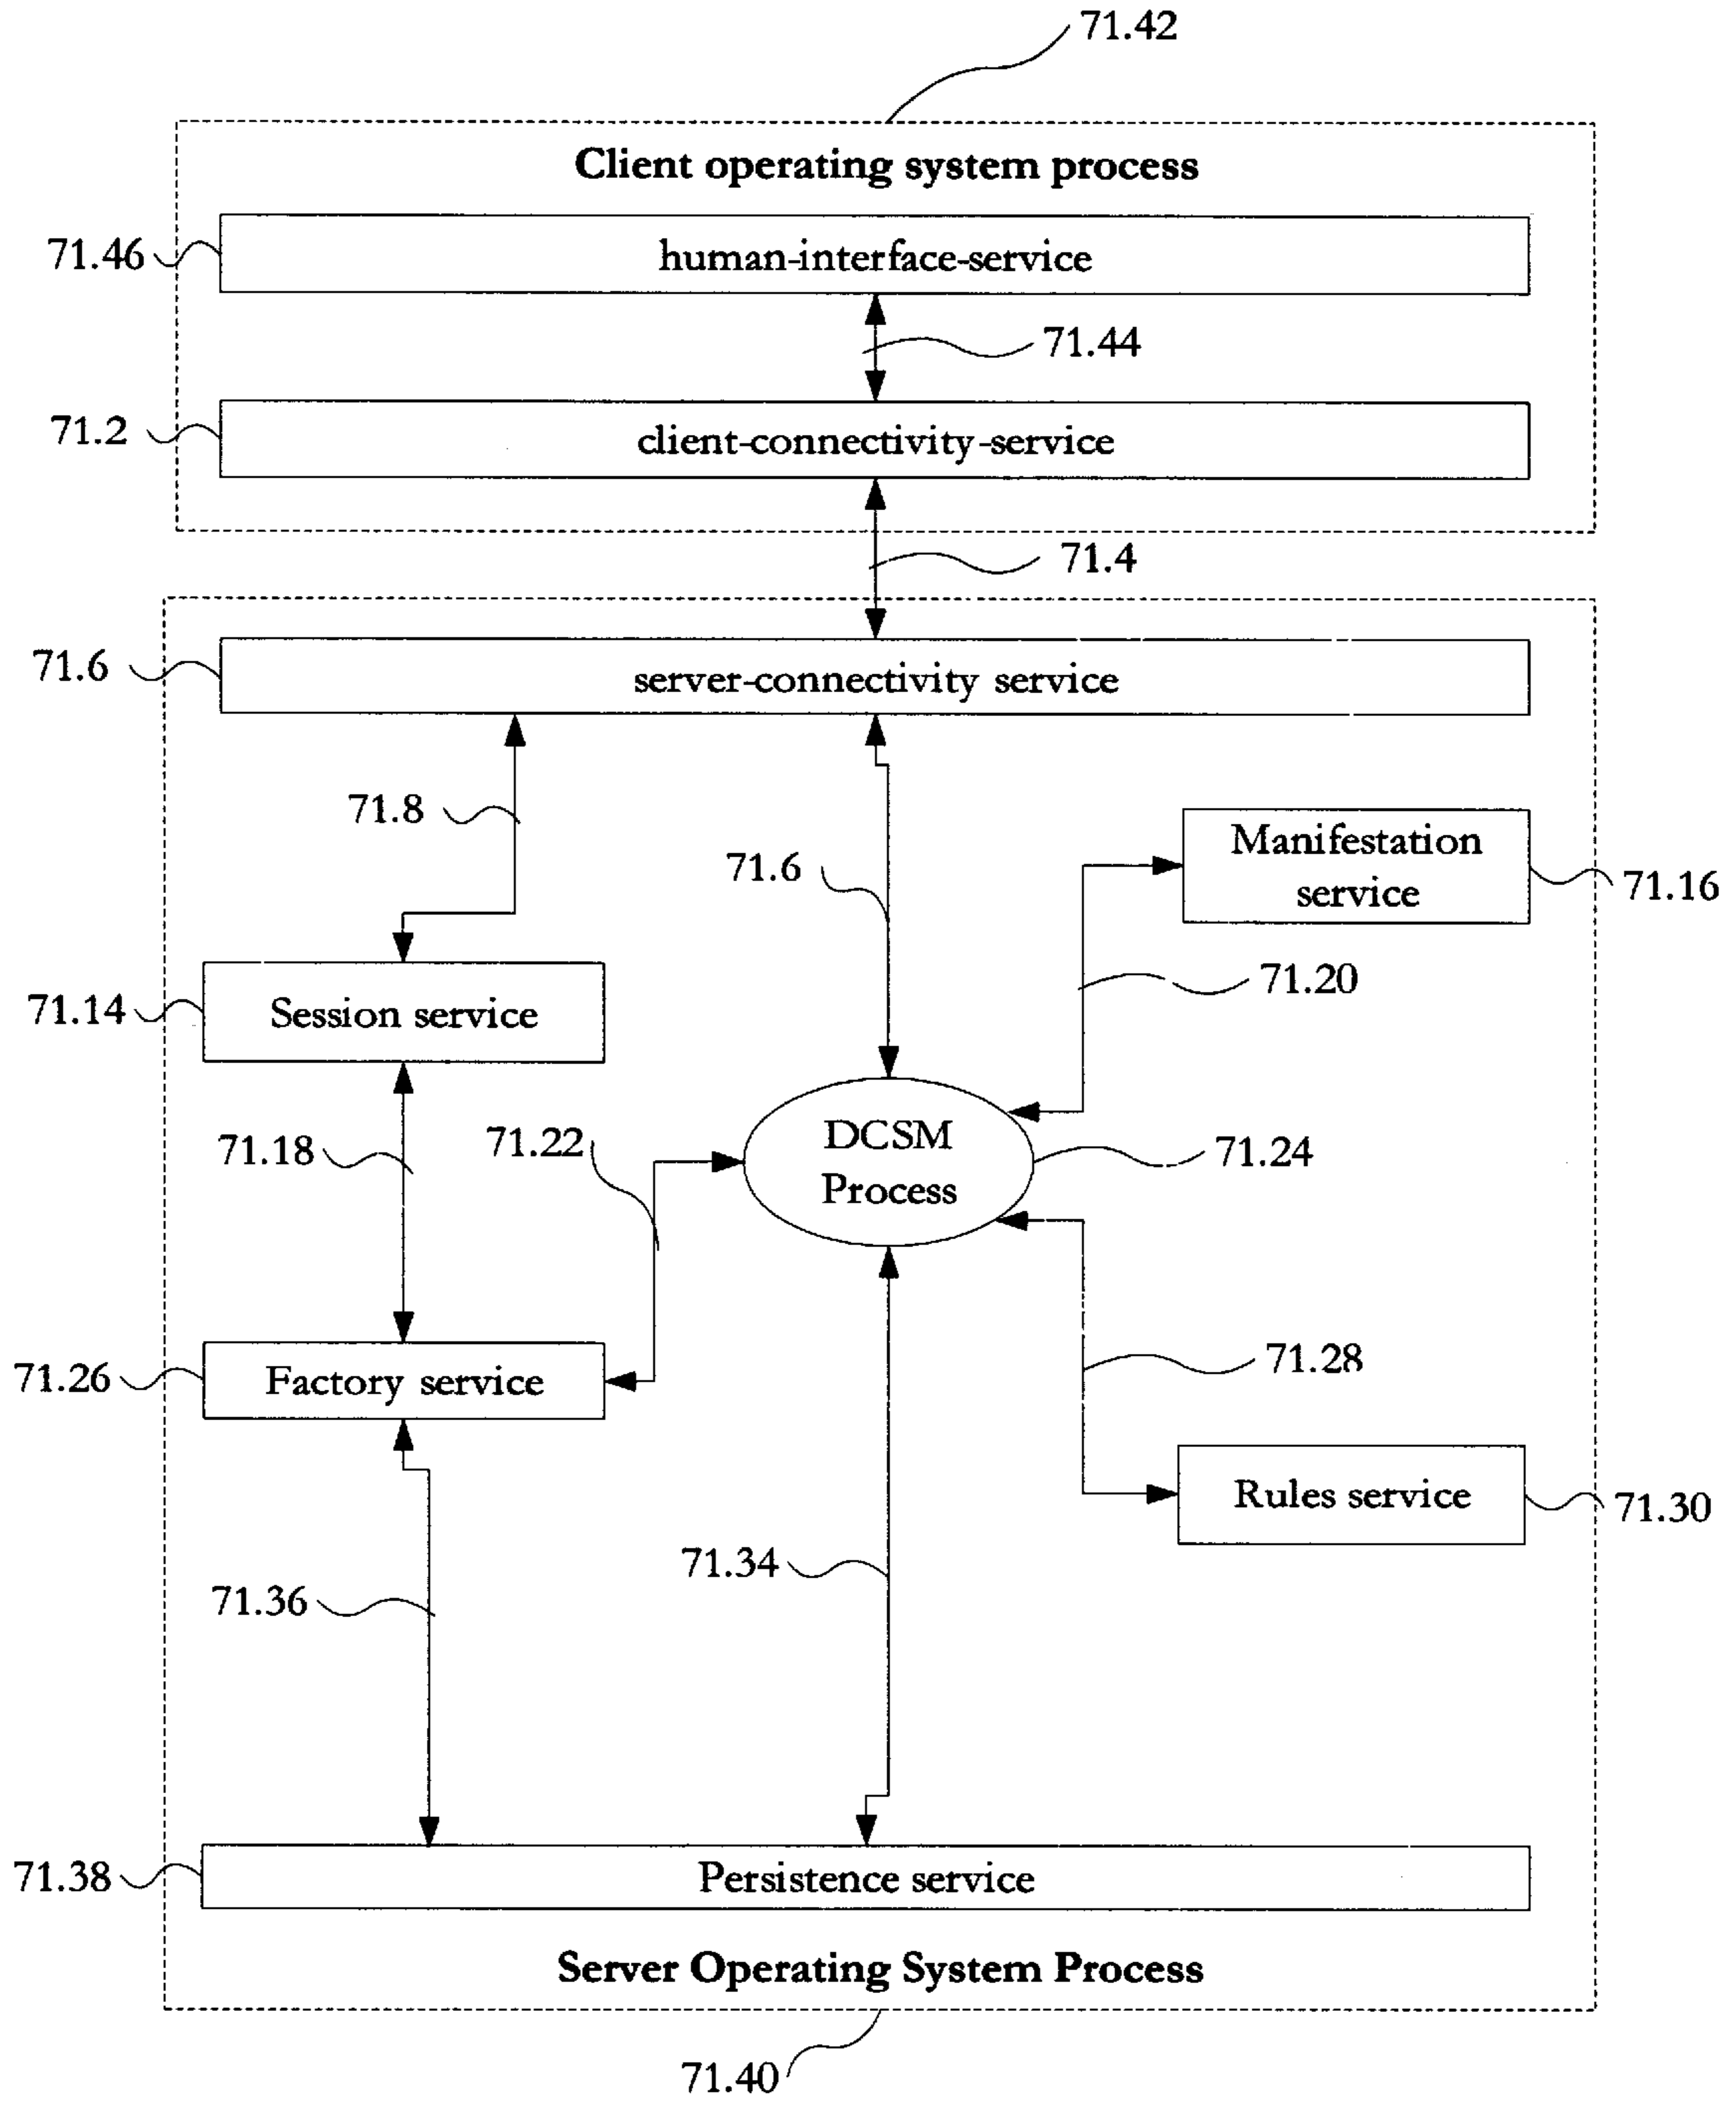 71.42
Client operating system process
71.46
human-interface-service
71.44
71.2
client-connectivity-service
71.4
71.6
server-connectivity service
71.8
71.6
Manifestation
service
71.16
71.20
71.14
Session service
71.18
71.22
DCSM
Process
71.24
71.26
Factory service
71.28
Rules service
71.30
71.34
71.36
71.38
Persistence service
Server Operating System Process
71.40